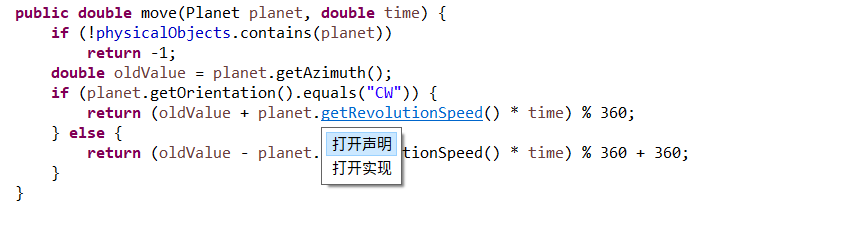 public double move(Planet planet, double time) {
if (!physicalObjects.contains(planet))
return -1;
double oldValue = planet.getAzimuth();
if (planet.getOrientation().equals("CW")) {
return (oldValue + planet.getRevolutionSpeed() * time) % 360;
} else {
打开声明
return (oldValue - planet. tionSpeed() * time) % 360 + 360;
打开实现
}
}